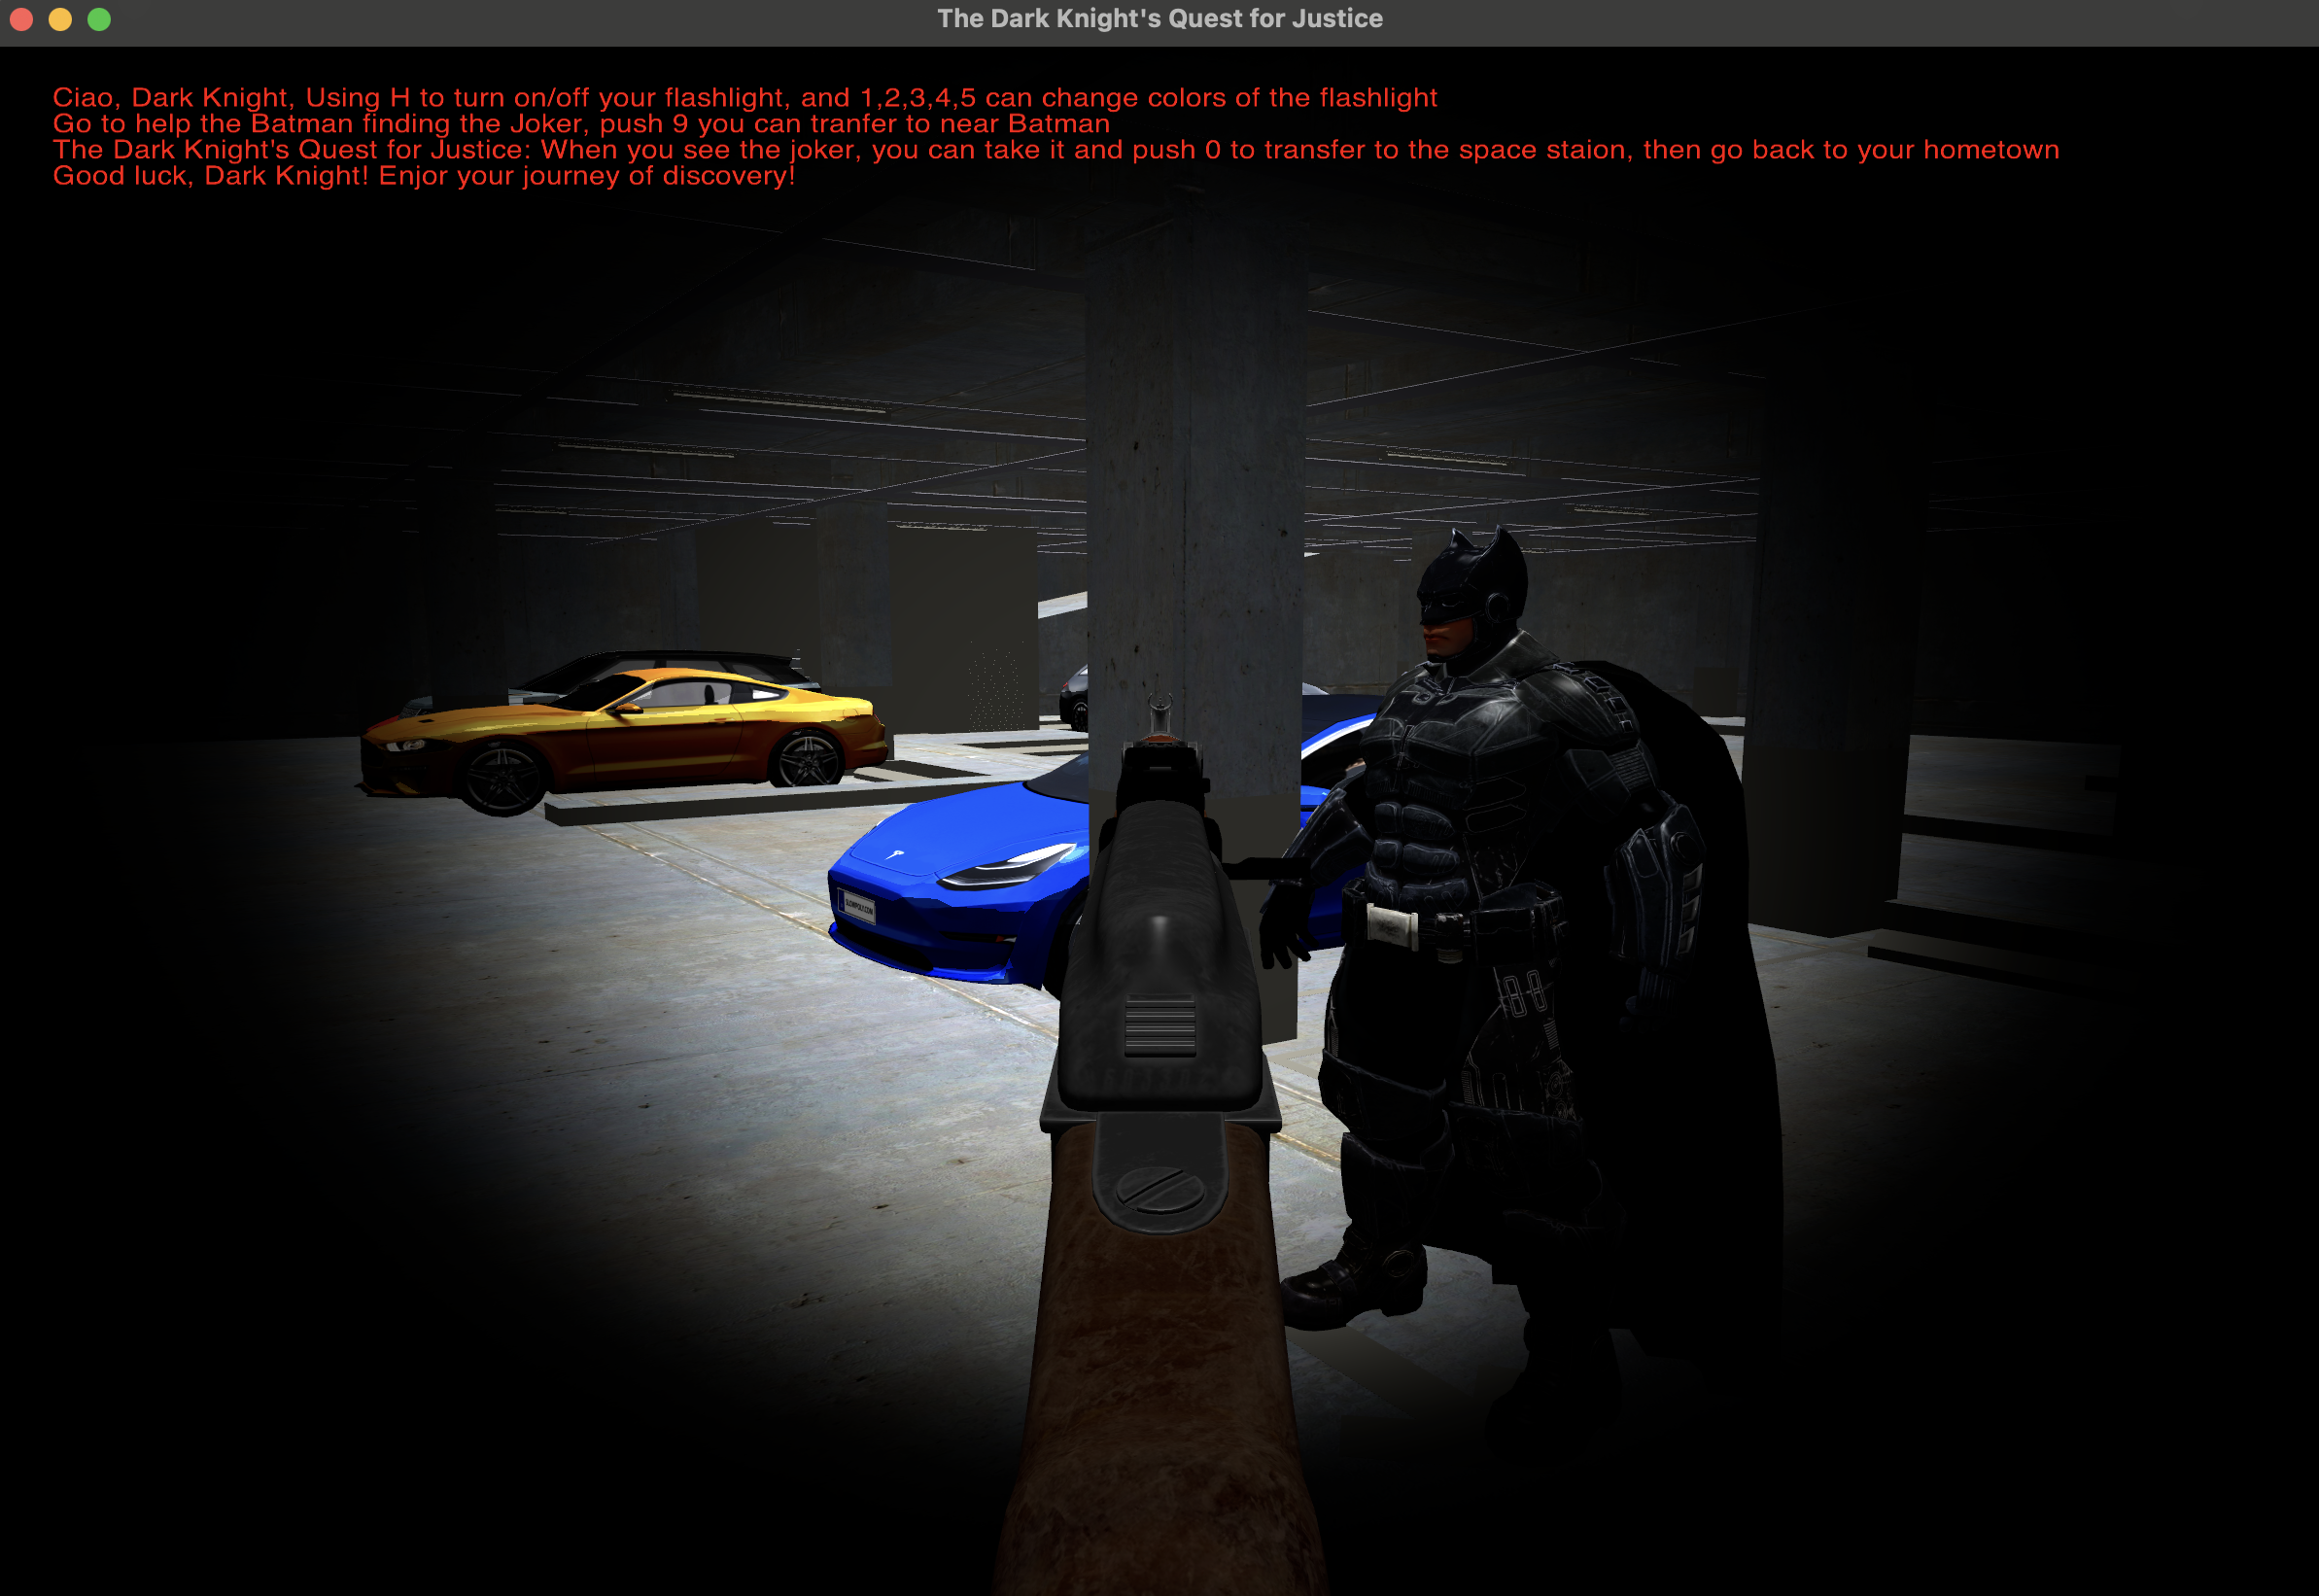 The Dark Knight's Quest for Justice
Ciao, Dark Knight, Using H to turn on/off your flashlight, and 1,2,3,4,5 can change colors of the flashlight
Go to help the Batman finding the Joker, push 9 you can tranfer to near Batman
The Dark Knight's Quest for Justice: When you see the joker, you can take it and push 0 to transfer to the space staion, then go back to your hometown
Good luck, Dark Knight! Enjor your journey of discovery!